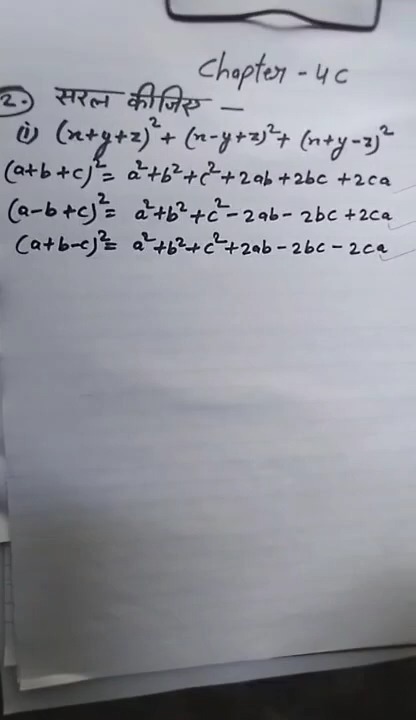 Chapter - 4C
2. सरल कीजिए -
(i) (x+y+z)² + (x-y+z)² + (x+y-z)²
(a+b+c)² = a²+b²+c²+2ab+2bc+2ca
(a-b+c)² = a²+b²+c²-2ab-2bc+2ca
(a+b-c)² = a²+b²+c²+2ab-2bc-2ca